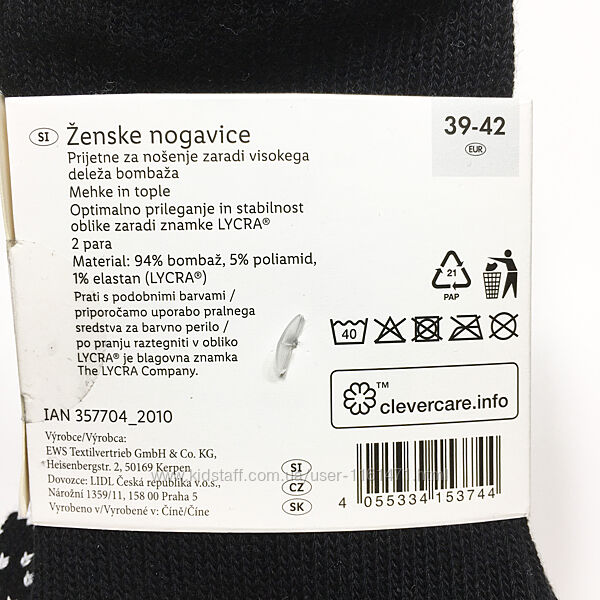 SI Ženske nogavice
Prijetne za nošenje zaradi visokega
deleža bombaža
Mehke in tople
Optimalno prileganje in stabilnost
oblike zaradi znamke LYCRA®
2 para
Material: 94% bombaž, 5% poliamid,
1% elastan (LYCRA®)
Prati s podobnimi barvami /
priporočamo uporabo pralnega
sredstva za barvno perilo /
po pranju raztegniti v obliko
LYCRA® je blagovna znamka
The LYCRA Company.
39-42
EUR
21
PAP
40
™
clevercare.info
IAN 357704_2010
Výrobce/Výrobca:
EWS Textilvertrieb GmbH & Co. KG,
Heisenbergstr. 2, 50169 Kerpen
Dovozce: LIDL Česká republika v.o.s.,
Nárožní 1359/11, 158 00 Praha 5
Vyrobeno v/Vyrobené v: Číně/Číne
SI
CZ
SK
4 055334 153744